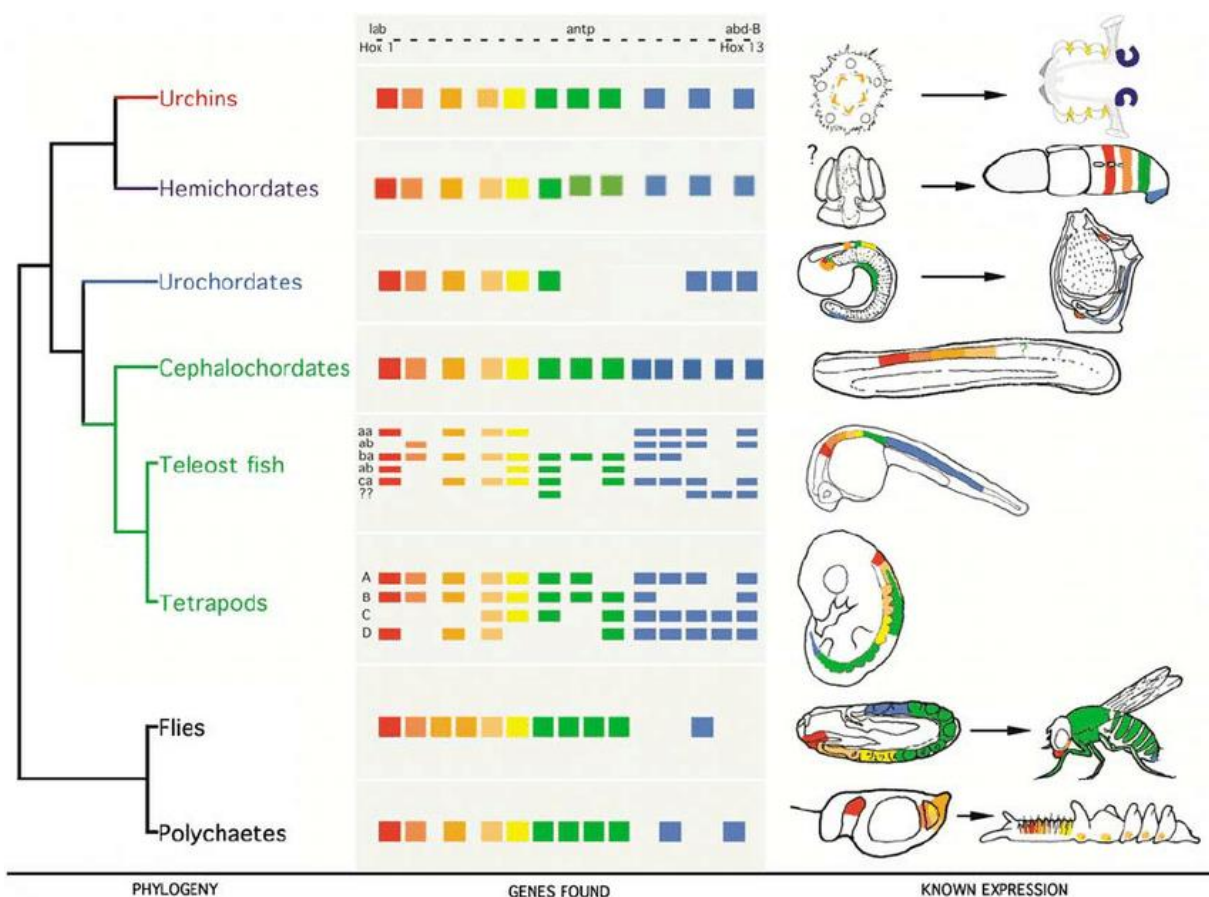 lab antp abd-B
Hox 1 Hox 13
Urchins
?
Hemichordates
Urochordates
Cephalochordates
? ?
aa
ab
ba
ab
ca
??
Teleost fish
A
B
C
D
Tetrapods
Flies
Polychaetes
PHYLOGENY GENES FOUND KNOWN EXPRESSION